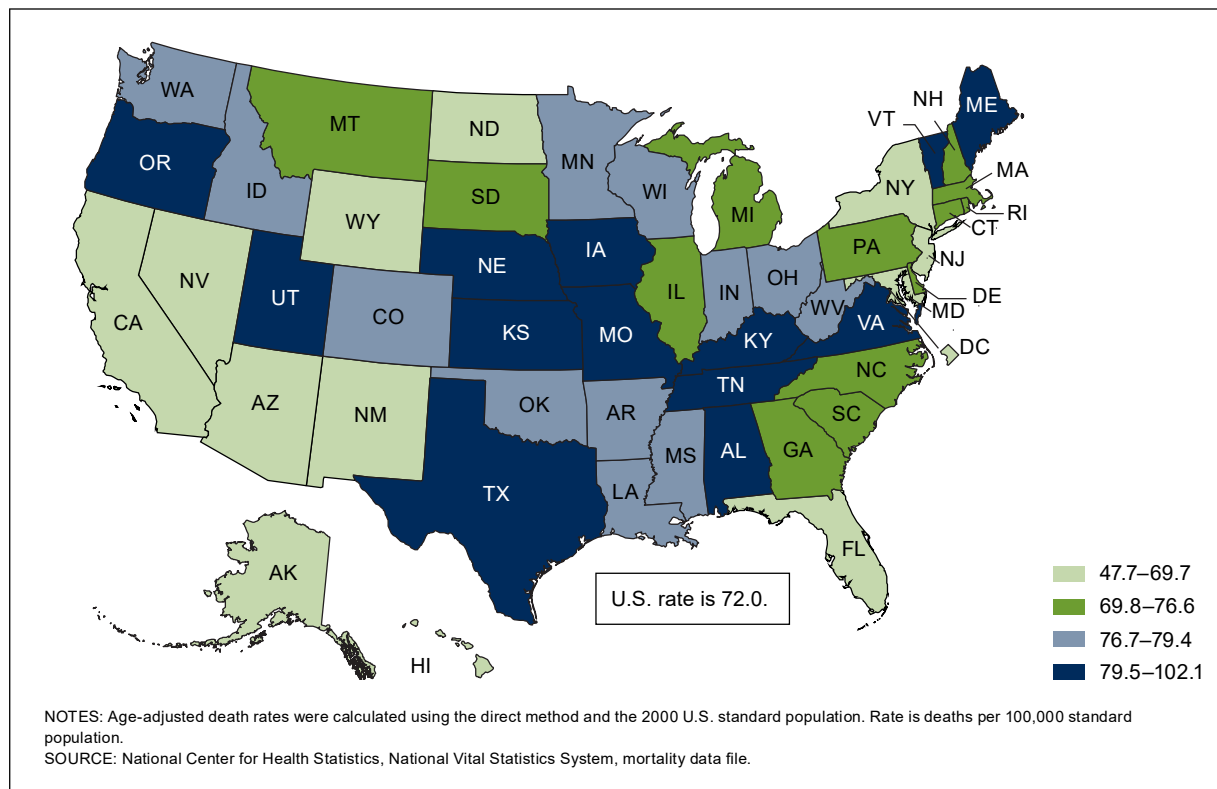 WA
MT
ND
MN
OR
ID
SD
WI
MI
WY
NY
VT
NH
ME
MA
RI
CT
PA
NJ
DE
MD
DC
NV
UT
CO
NE
IA
IL
IN
OH
WV
VA
CA
KS
MO
KY
NC
AZ
NM
OK
AR
TN
SC
MS
AL
GA
TX
LA
FL
AK
HI
U.S. rate is 72.0.
47.7–69.7
69.8–76.6
76.7–79.4
79.5–102.1
NOTES: Age-adjusted death rates were calculated using the direct method and the 2000 U.S. standard population. Rate is deaths per 100,000 standard
population.
SOURCE: National Center for Health Statistics, National Vital Statistics System, mortality data file.